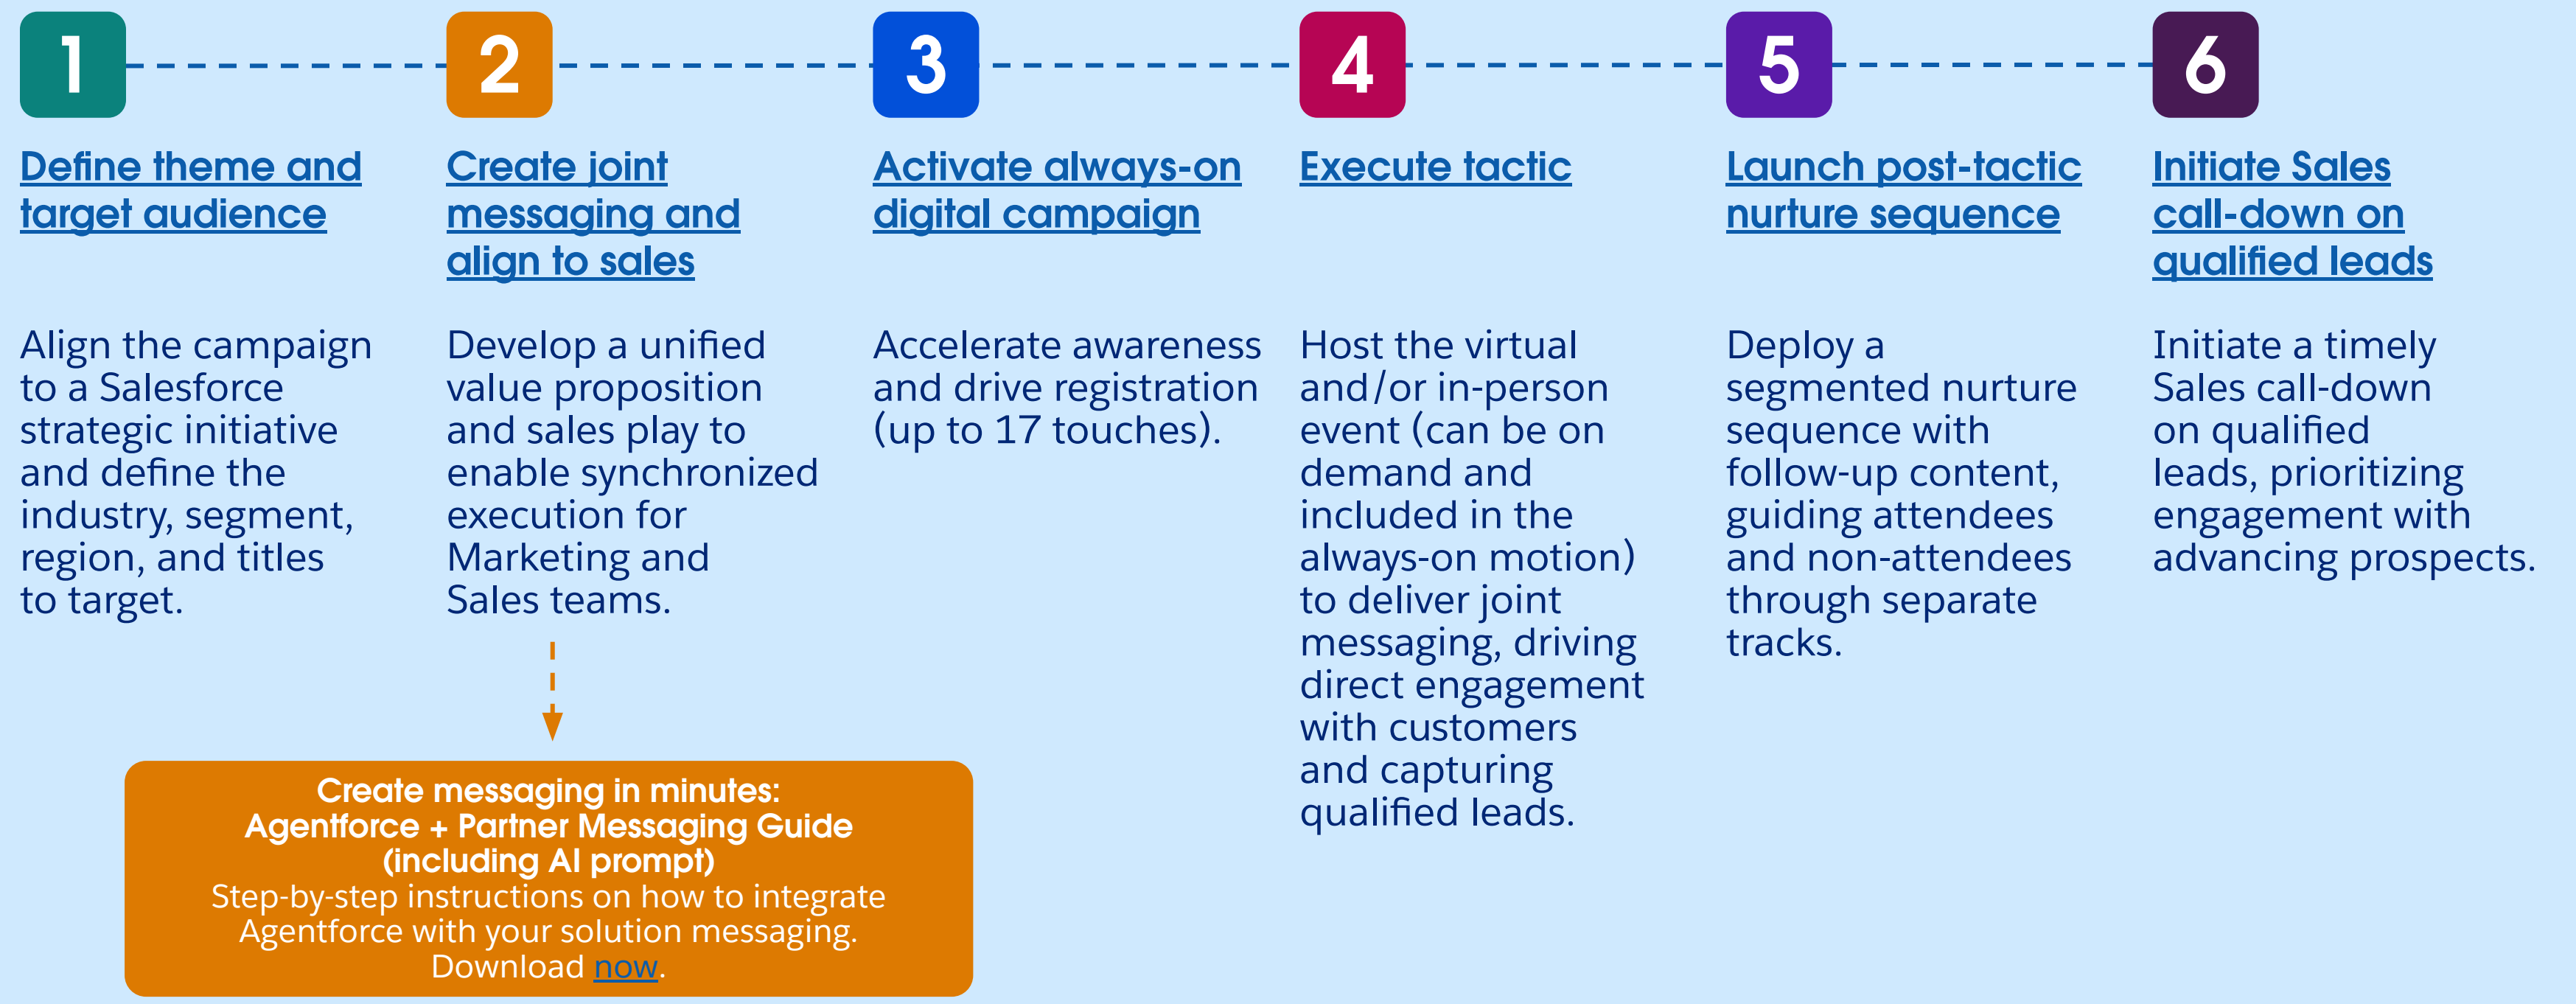 1
Define theme and
target audience
Align the campaign
to a Salesforce
strategic initiative
and define the
industry, segment,
region, and titles
to target.
2
Create joint
messaging and
align to sales
Develop a unified
value proposition
and sales play to
enable synchronized
execution for
Marketing and
Sales teams.
Create messaging in minutes:
Agentforce + Partner Messaging Guide
(including AI prompt)
Step-by-step instructions on how to integrate
Agentforce with your solution messaging.
Download now.
3
Activate always-on
digital campaign
Accelerate awareness
and drive registration
(up to 17 touches).
4
Execute tactic
Host the virtual
and/or in-person
event (can be on
demand and
included in the
always-on motion)
to deliver joint
messaging, driving
direct engagement
with customers
and capturing
qualified leads.
5
Launch post-tactic
nurture sequence
Deploy a
segmented nurture
sequence with
follow-up content,
guiding attendees
and non-attendees
through separate
tracks.
6
Initiate Sales
call-down on
qualified leads
Initiate a timely
Sales call-down
on qualified
leads, prioritizing
engagement with
advancing prospects.